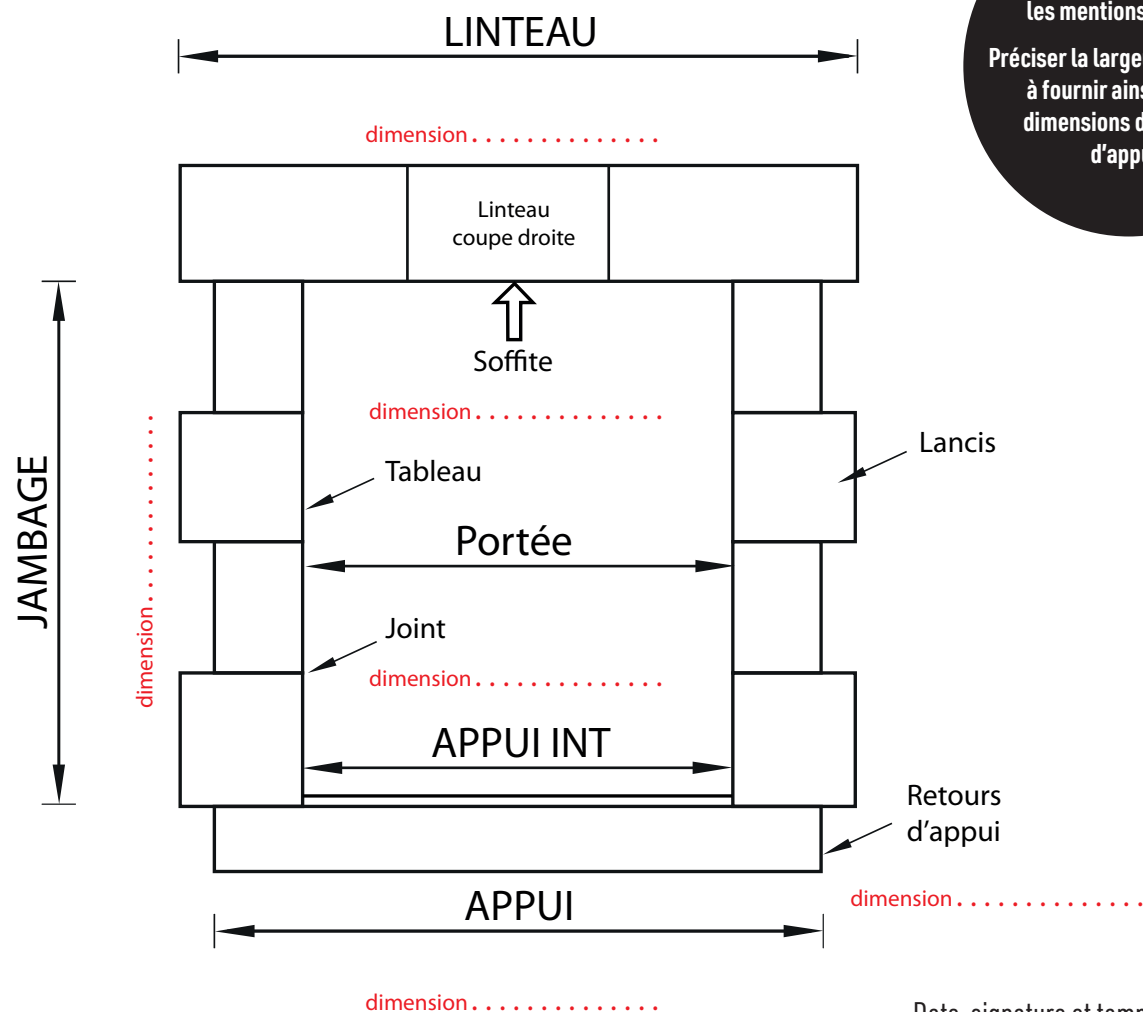 LINTEAU
les mentions
Préciser la large
à fournir ains
dimensions d
d'appu
dimension . . . . . . . . . . . . . .
Linteau
coupe droite
Soffite
dimension . . . . . . . . . . . . . .
Lancis
Tableau
JAMBAGE
dimension . . . . . . . . . . . . . .
Portée
Joint
dimension . . . . . . . . . . . . . .
APPUI INT
Retours
d'appui
APPUI
dimension . . . . . . . . . . . . . .
dimension . . . . . . . . . . . . . .